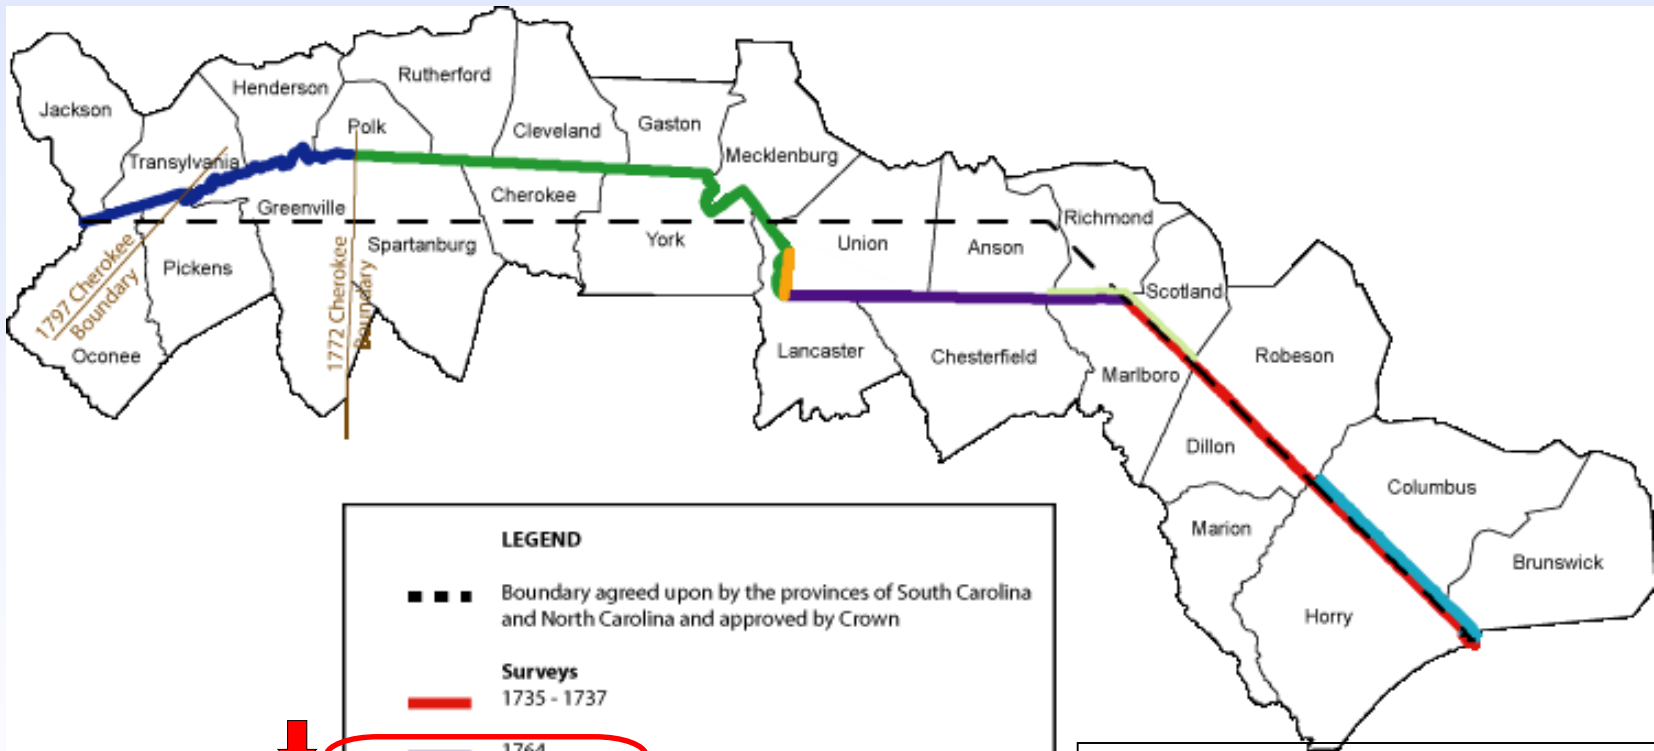 Jackson
Henderson
Rutherford
Polk
Cleveland
Gaston
Mecklenburg
Transylvania
Greenville
Cherokee
Spartanburg
York
Union
Anson
Richmond
Scotland
Pickens
1797 Cherokee
Boundary
1772 Cherokee
Boundary
Oconee
Lancaster
Chesterfield
Marlboro
Robeson
Dillon
Columbus
Marion
Brunswick
Horry
LEGEND
Boundary agreed upon by the provinces of South Carolina
and North Carolina and approved by Crown
Surveys
1735 - 1737
1764